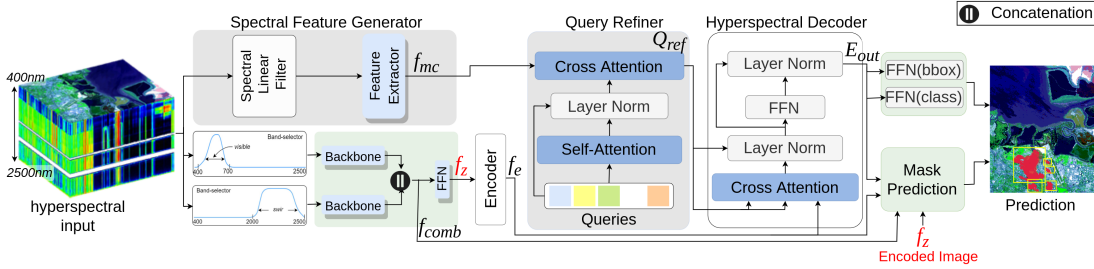 Concatenation
Spectral Feature Generator
Query Refiner
Hyperspectral Decoder
400nm
2500nm
hyperspectral
input
Spectral
Linear
Filter
Feature
Extractor
f_mc
Band-selector
visible
400
700
2500
Band-selector
swir
400
2000
2500
Backbone
Backbone
FFN
f_z
f_comb
Encoder
f_e
Q_ref
Cross Attention
Layer Norm
Self-Attention
Queries
Layer Norm
FFN
Layer Norm
Cross Attention
E_out
FFN(bbox)
FFN(class)
Mask
Prediction
f_z
Encoded Image
Prediction